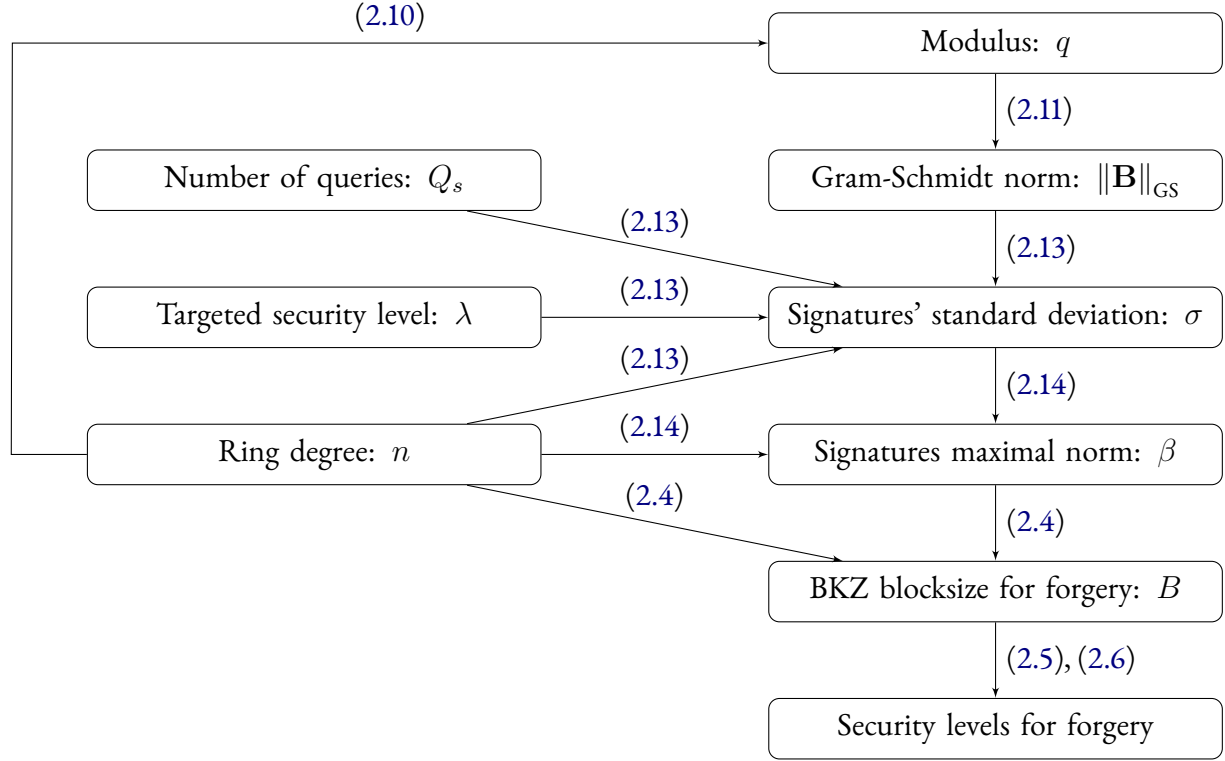 (2.10)
Modulus: q
(2.11)
Number of queries: Qₛ
Gram-Schmidt norm: ‖B‖_GS
(2.13)
(2.13)
(2.13)
Targeted security level: λ
Signatures’ standard deviation: σ
(2.13)
(2.14)
(2.14)
Ring degree: n
Signatures maximal norm: β
(2.4)
(2.4)
BKZ blocksize for forgery: B
(2.5), (2.6)
Security levels for forgery